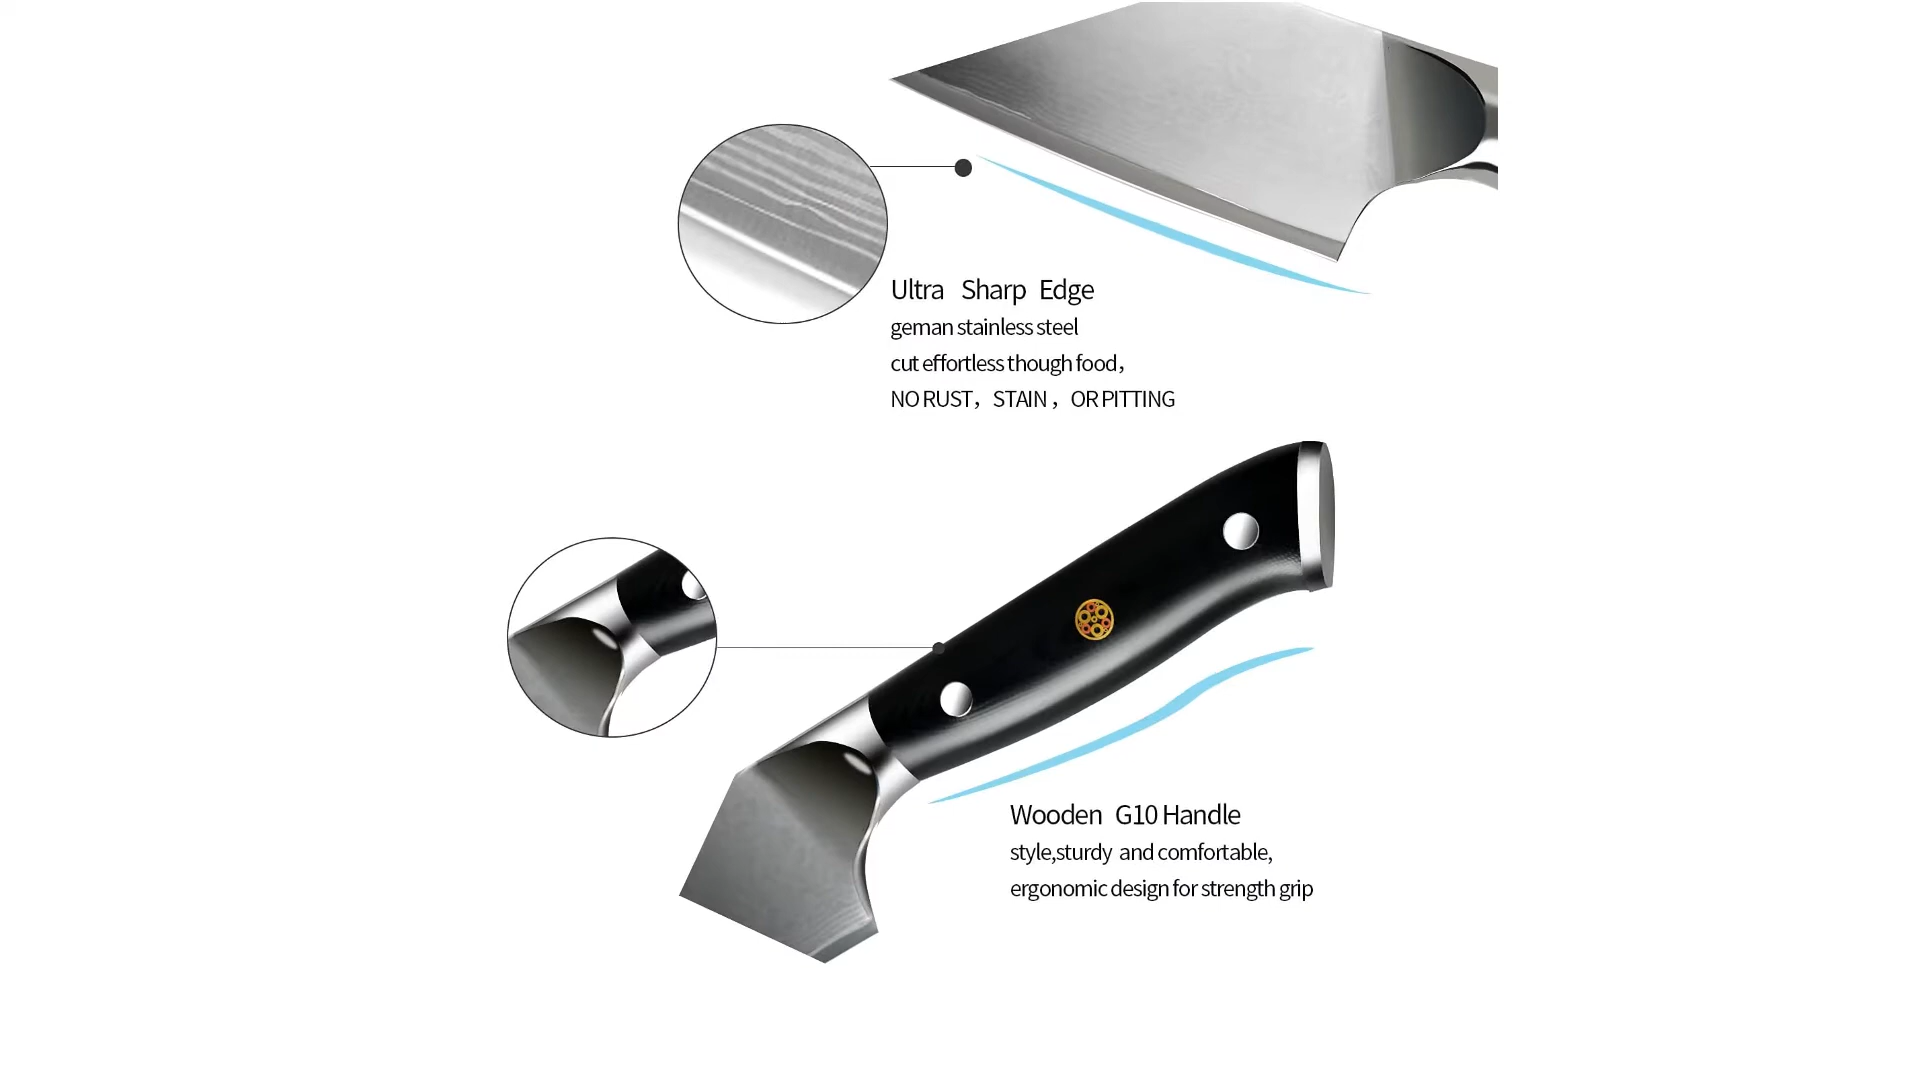 Ultra Sharp Edge
geman stainless steel
cut effortless though food，
NO RUST，STAIN，OR PITTING
Wooden G10 Handle
style,sturdy and comfortable,
ergonomic design for strength grip